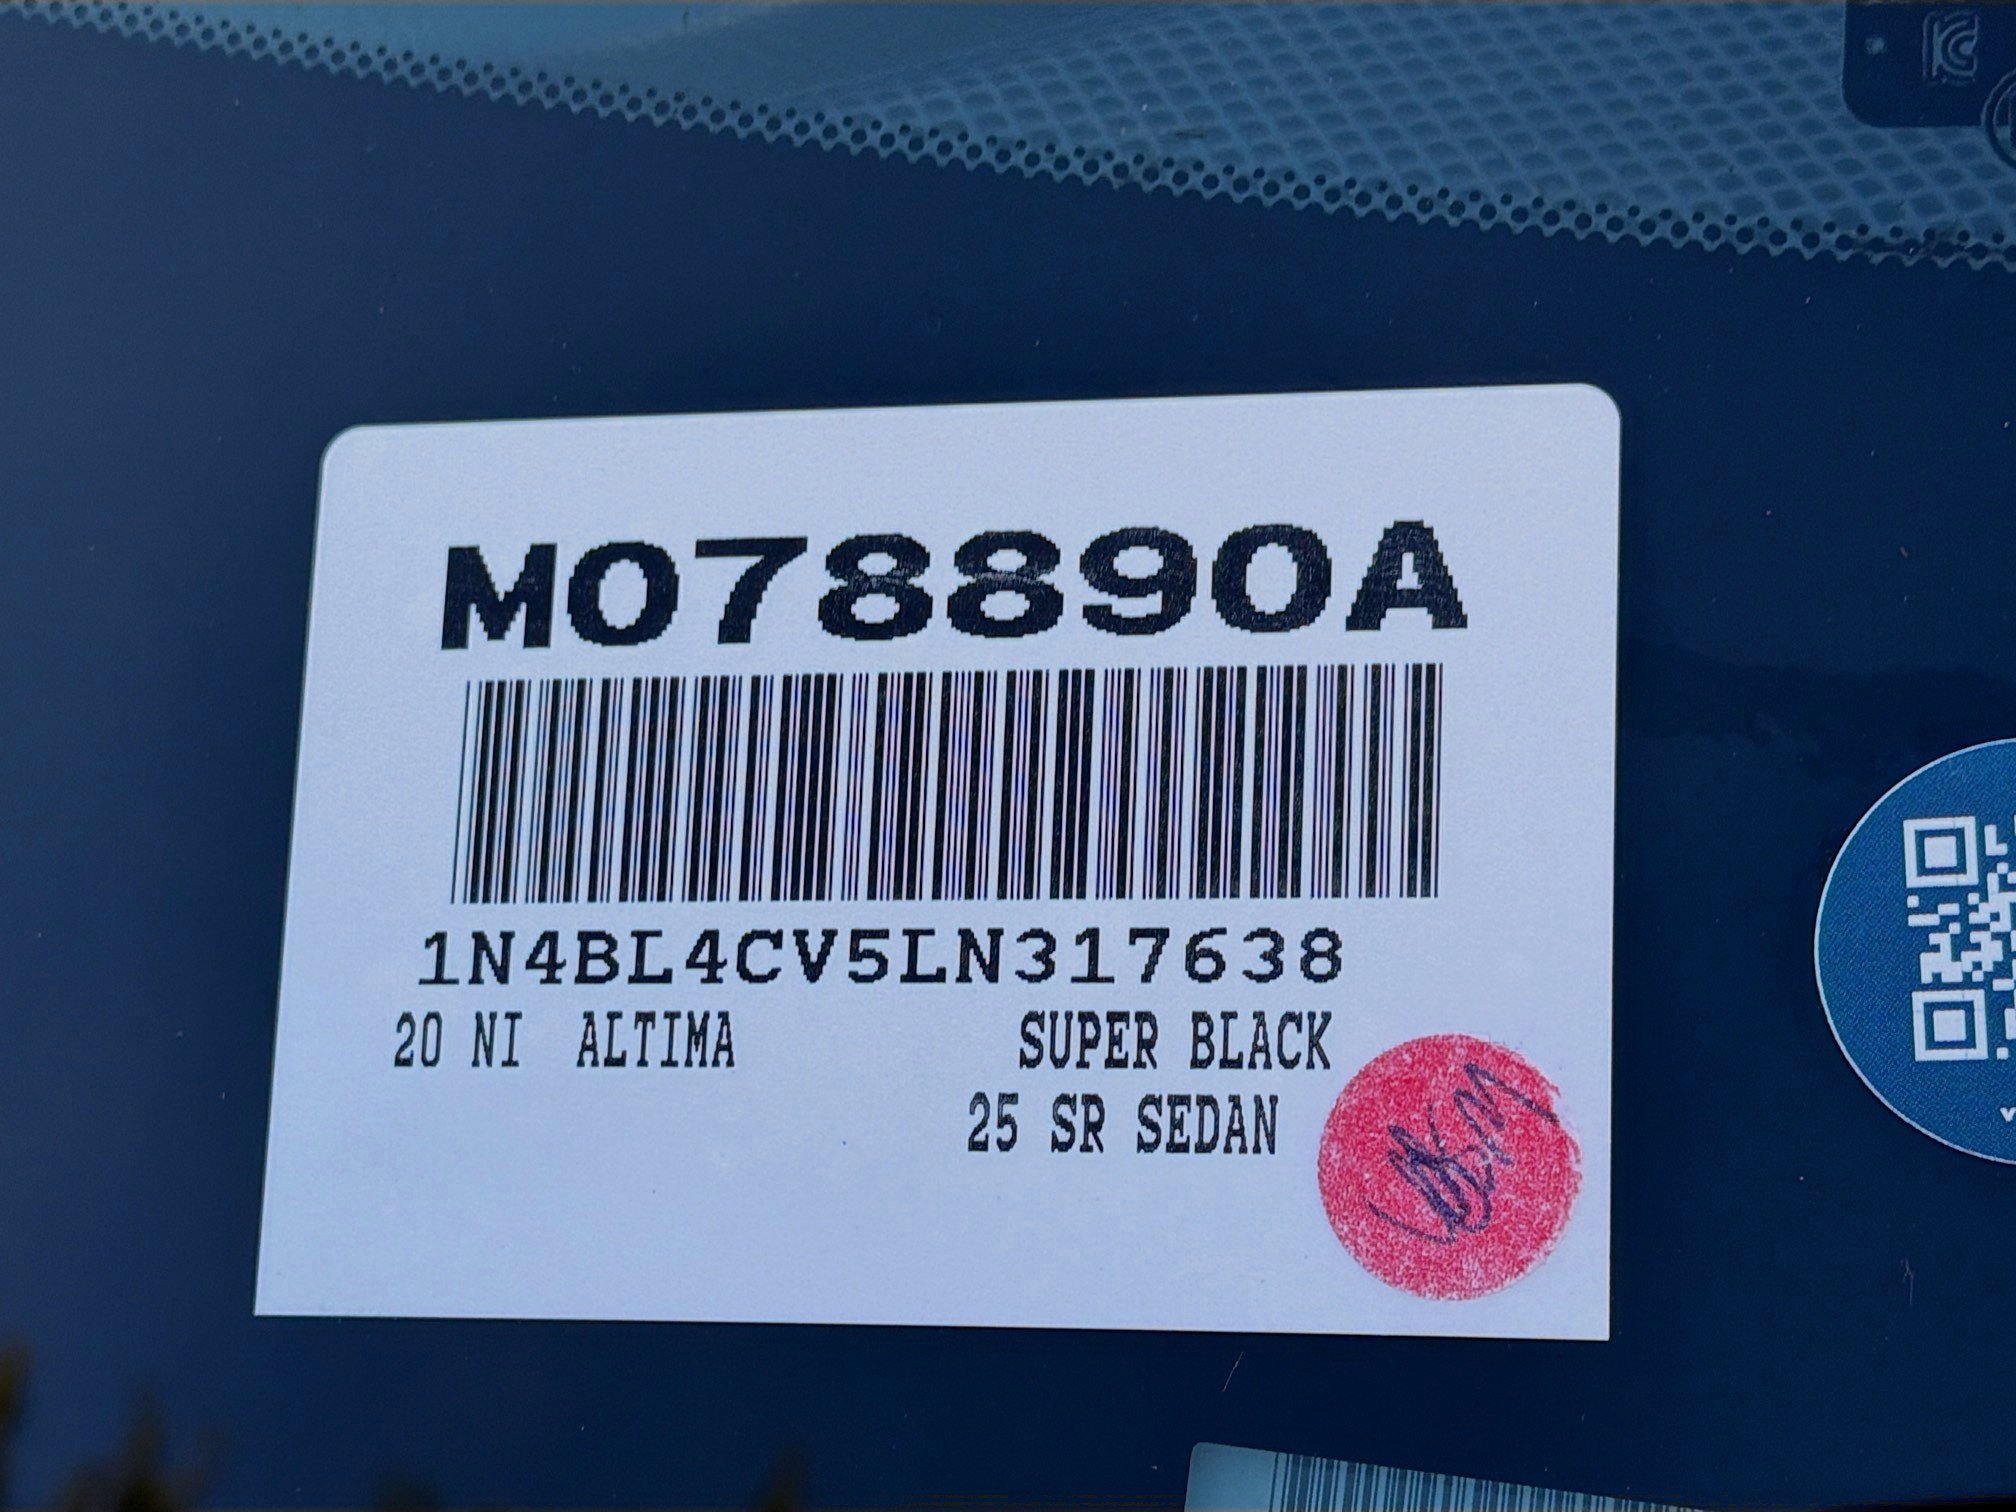 M078890A
1N4BL4CV5LN317638
20 NI ALTIMA SUPER BLACK
25 SR SEDAN